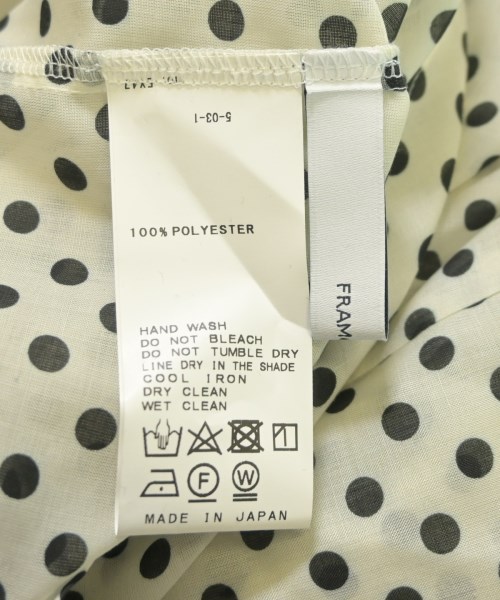 5-03-1
100% POLYESTER
HAND WASH
DO NOT BLEACH
DO NOT TUMBLE DRY
LINE DRY IN THE SHADE
COOL IRON
DRY CLEAN
WET CLEAN
F
W
MADE IN JAPAN